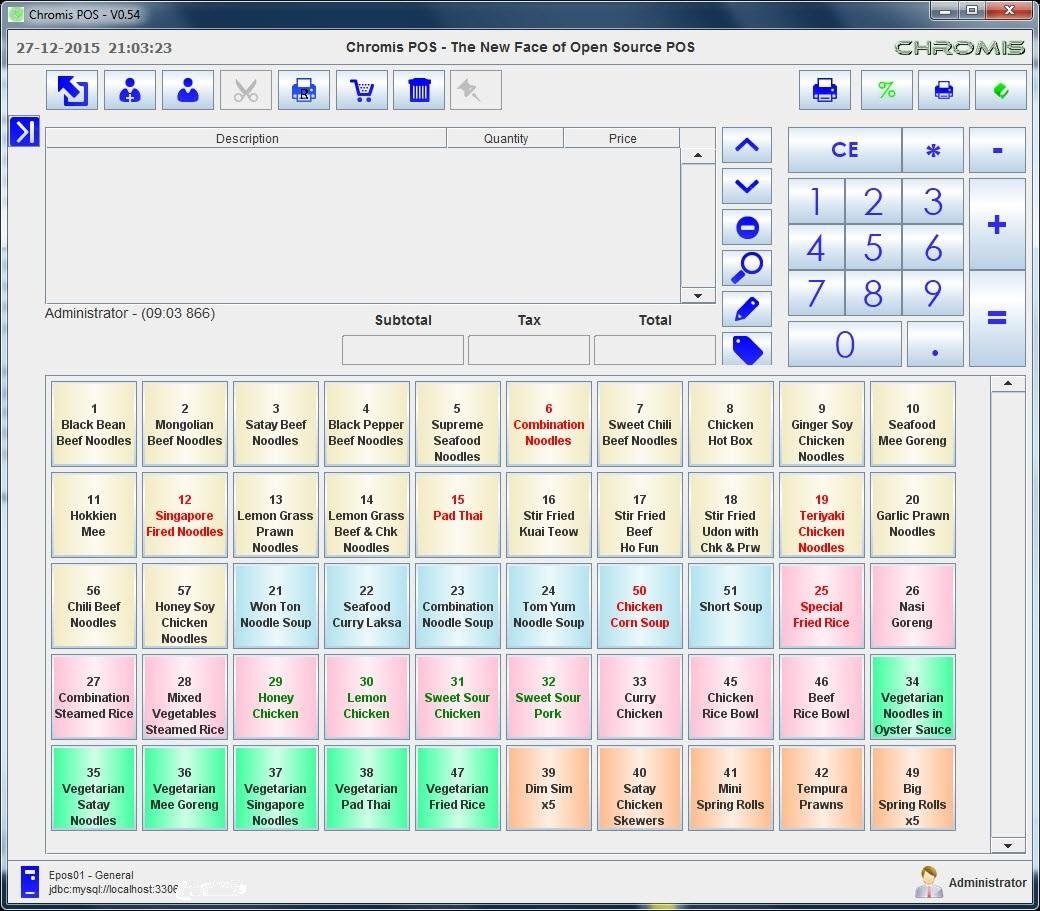 Chromis POS - V0.54
27-12-2015 21:03:23
Chromis POS - The New Face of Open Source POS
CHROMIS
R
%
Description Quantity Price
CE * -
1 2 3
+
4 5 6
7 8 9
=
0 .
Administrator - (09:03 866)
Subtotal Tax Total
1
Black Bean
Beef Noodles
2
Mongolian
Beef Noodles
3
Satay Beef
Noodles
4
Black Pepper
Beef Noodles
5
Supreme
Seafood
Noodles
6
Combination
Noodles
7
Sweet Chili
Beef Noodles
8
Chicken
Hot Box
9
Ginger Soy
Chicken
Noodles
10
Seafood
Mee Goreng
11
Hokkien
Mee
12
Singapore
Fired Noodles
13
Lemon Grass
Prawn
Noodles
14
Lemon Grass
Beef & Chk
Noodles
15
Pad Thai
16
Stir Fried
Kuai Teow
17
Stir Fried
Beef
Ho Fun
18
Stir Fried
Udon with
Chk & Prw
19
Teriyaki
Chicken
Noodles
20
Garlic Prawn
Noodles
56
Chili Beef
Noodles
57
Honey Soy
Chicken
Noodles
21
Won Ton
Noodle Soup
22
Seafood
Curry Laksa
23
Combination
Noodle Soup
24
Tom Yum
Noodle Soup
50
Chicken
Corn Soup
51
Short Soup
25
Special
Fried Rice
26
Nasi
Goreng
27
Combination
Steamed Rice
28
Mixed
Vegetables
Steamed Rice
29
Honey
Chicken
30
Lemon
Chicken
31
Sweet Sour
Chicken
32
Sweet Sour
Pork
33
Curry
Chicken
45
Chicken
Rice Bowl
46
Beef
Rice Bowl
34
Vegetarian
Noodles in
Oyster Sauce
35
Vegetarian
Satay
Noodles
36
Vegetarian
Mee Goreng
37
Vegetarian
Singapore
Noodles
38
Vegetarian
Pad Thai
47
Vegetarian
Fried Rice
39
Dim Sim
x5
40
Satay
Chicken
Skewers
41
Mini
Spring Rolls
42
Tempura
Prawns
49
Big
Spring Rolls
x5
Epos01 - General
jdbc:mysql://localhost:3306
Administrator